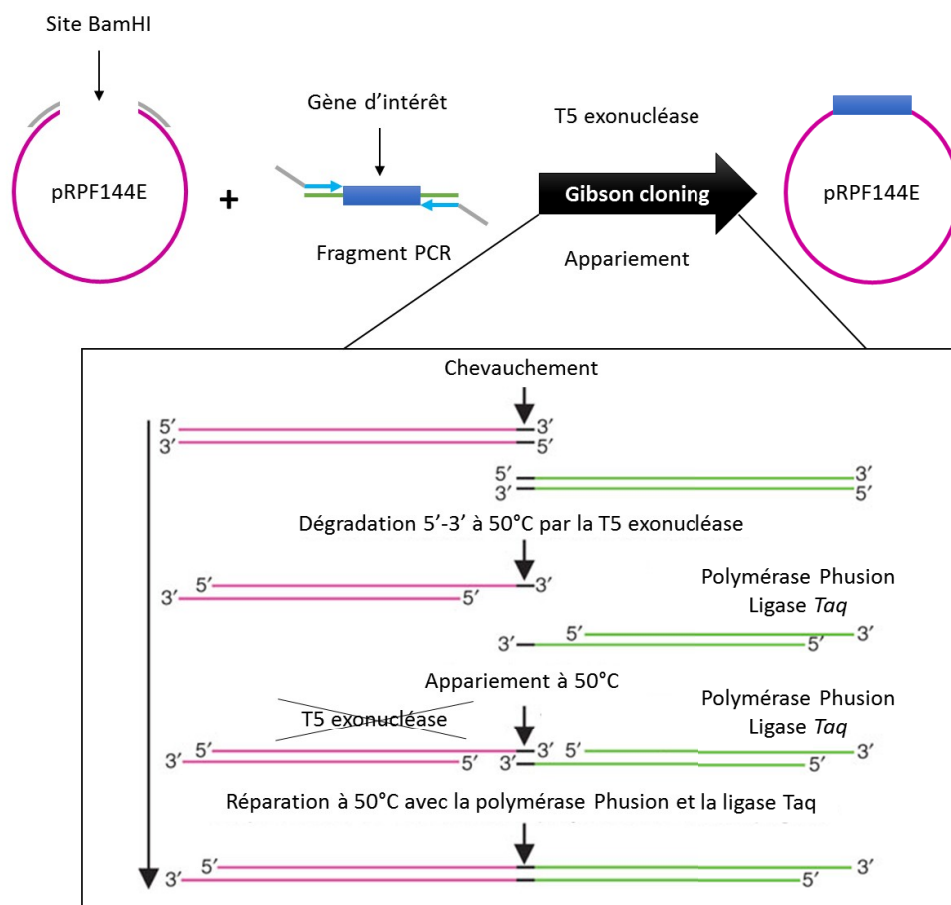 Site BamHI
Gène d'intérêt
T5 exonucléase
pRPF144E
+
Gibson cloning
pRPF144E
Fragment PCR
Appariement
Chevauchement
5′ 3′
3′ 5′
5′ 3′
3′ 5′
Dégradation 5'-3' à 50°C par la T5 exonucléase
5′ 3′
3′ 5′
Polymérase Phusion
Ligase Taq
5′ 3′
3′ 5′
Appariement à 50°C
T5 exonucléase
Polymérase Phusion
Ligase Taq
5′ 3′ 5′ 3′
3′ 5′ 3′ 5′
Réparation à 50°C avec la polymérase Phusion et la ligase Taq
5′ 3′
3′ 5′